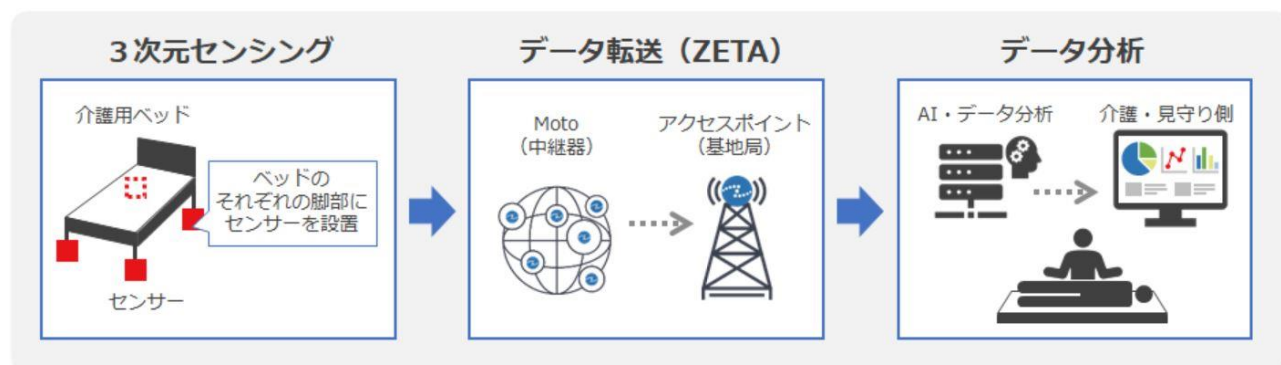 ３次元センシング
データ転送（ZETA）
データ分析
介護用ベッド
ベッドの
それぞれの脚部に
センサーを設置
センサー
Moto
（中継器）
アクセスポイント
（基地局）
AI・データ分析
介護・見守り側